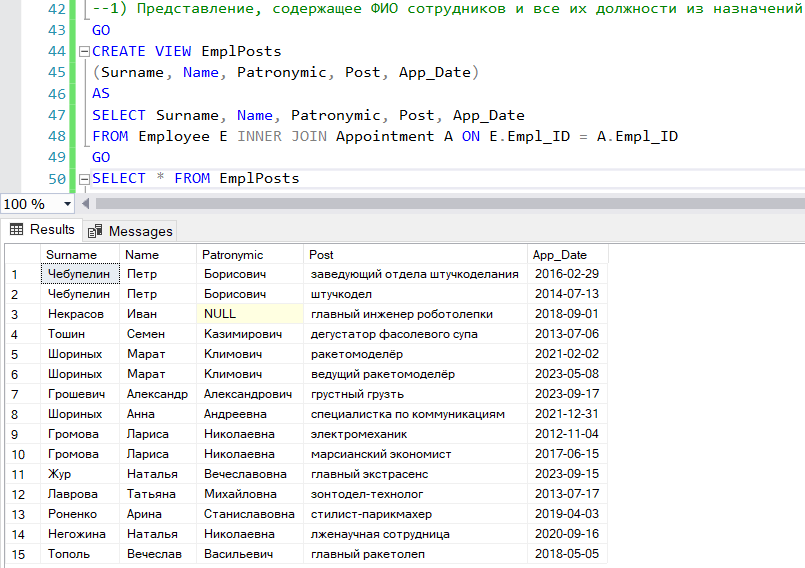 42 --1) Представление, содержащее ФИО сотрудников и все их должности из назначений
43 GO
44 CREATE VIEW EmplPosts
45 (Surname, Name, Patronymic, Post, App_Date)
46 AS
47 SELECT Surname, Name, Patronymic, Post, App_Date
48 FROM Employee E INNER JOIN Appointment A ON E.Empl_ID = A.Empl_ID
49 GO
50 SELECT * FROM EmplPosts
100 %
Results Messages
Surname Name Patronymic Post App_Date
1 Чебупелин Петр Борисович заведующий отдела штучкоделания 2016-02-29
2 Чебупелин Петр Борисович штучкодел 2014-07-13
3 Некрасов Иван NULL главный инженер роботолепки 2018-09-01
4 Тошин Семен Казимирович дегустатор фасолевого супа 2013-07-06
5 Шориных Марат Климович ракетомоделёр 2021-02-02
6 Шориных Марат Климович ведущий ракетомоделёр 2023-05-08
7 Грошевич Александр Александрович грустный грузть 2023-09-17
8 Шориных Анна Андреевна специалистка по коммуникациям 2021-12-31
9 Громова Лариса Николаевна электромеханик 2012-11-04
10 Громова Лариса Николаевна марсианский экономист 2017-06-15
11 Жур Наталья Вечеславовна главный экстрасенс 2023-09-15
12 Лаврова Татьяна Михайловна зонтодел-технолог 2013-07-17
13 Роненко Арина Станиславовна стилист-парикмахер 2019-04-03
14 Негожина Наталья Николаевна лженаучная сотрудница 2020-09-16
15 Тополь Вечеслав Васильевич главный ракетолеп 2018-05-05